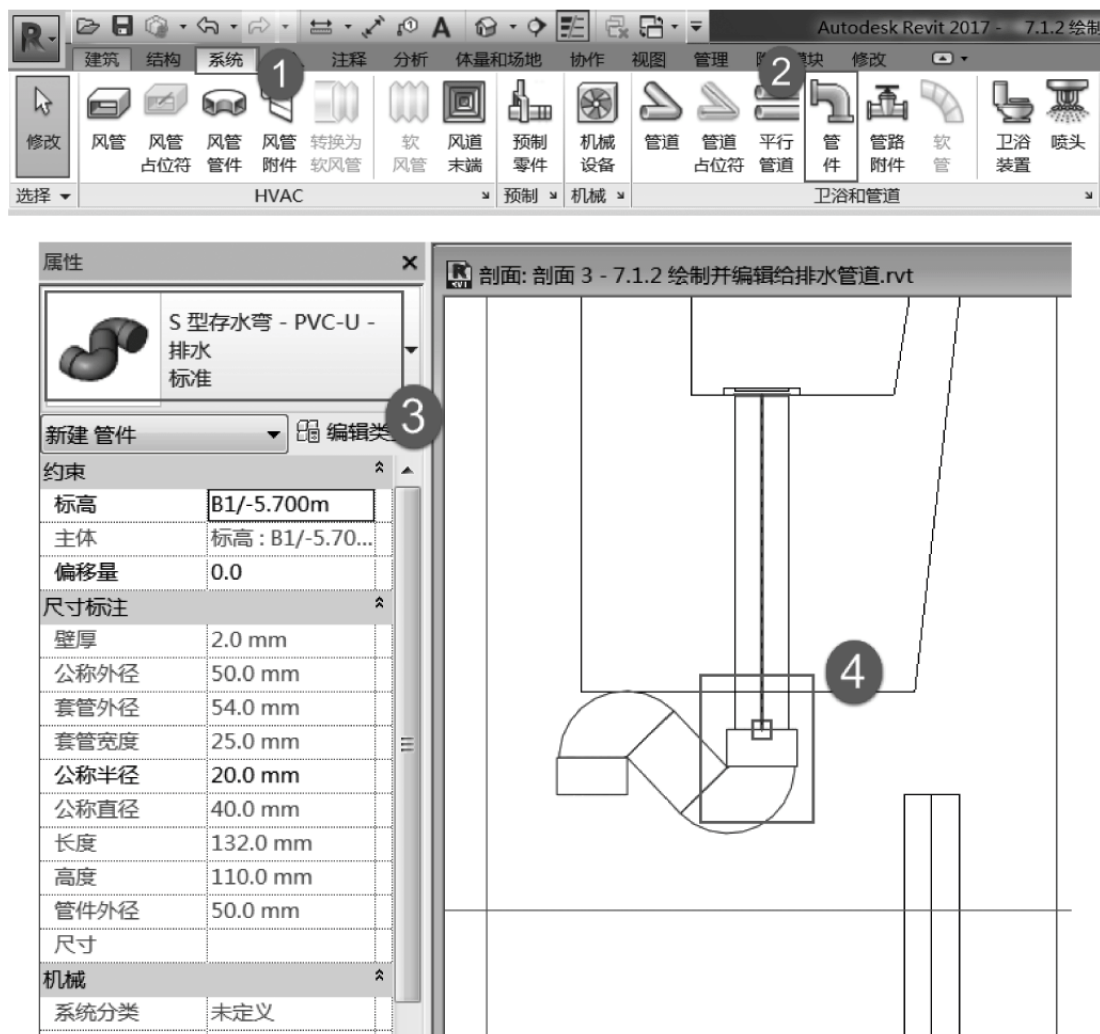 Autodesk Revit 2017 - 7.1.2 绘制
建筑 结构 系统 1 注释 分析 体量和场地 协作 视图 管理 2 块 修改
修改 风管 风管占位符 风管管件 风管附件 转换为软风管 软风管 风道末端 预制零件 机械设备 管道 管道占位符 平行管道 管件 管路附件 软管 卫浴装置 喷头
选择 HVAC 预制 机械 卫浴和管道
属性
剖面: 剖面 3 - 7.1.2 绘制并编辑给排水管道.rvt
S 型存水弯 - PVC-U -
排水
标准
3
新建 管件 编辑类
约束
标高 B1/-5.700m
主体 标高 : B1/-5.70...
偏移量 0.0
尺寸标注
壁厚 2.0 mm
公称外径 50.0 mm
4
套管外径 54.0 mm
套管宽度 25.0 mm
公称半径 20.0 mm
公称直径 40.0 mm
长度 132.0 mm
高度 110.0 mm
管件外径 50.0 mm
尺寸
机械
系统分类 未定义